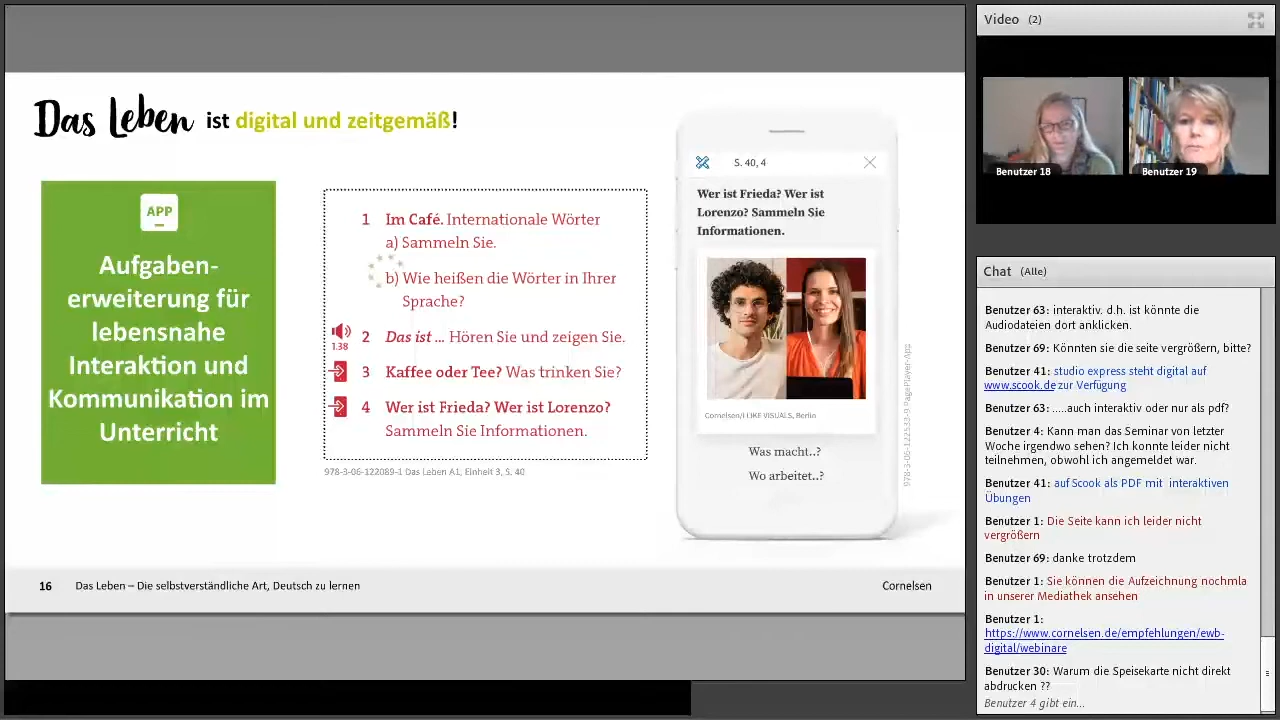 Das Leben ist digital und zeitgemäß!
APP
Aufgaben-
erweiterung für
lebensnahe
Interaktion und
Kommunikation im
Unterricht
1 Im Café. Internationale Wörter
a) Sammeln Sie.
b) Wie heißen die Wörter in Ihrer
Sprache?
1.38
2 Das ist ... Hören Sie und zeigen Sie.
3 Kaffee oder Tee? Was trinken Sie?
4 Wer ist Frieda? Wer ist Lorenzo?
Sammeln Sie Informationen.
978-3-06-122089-1 Das Leben A1, Einheit 3, S. 40
S. 40, 4
Wer ist Frieda? Wer ist
Lorenzo? Sammeln Sie
Informationen.
Cornelsen/I LIKE VISUALS, Berlin
Was macht..?
Wo arbeitet..?
16 Das Leben – Die selbstverständliche Art, Deutsch zu lernen
Cornelsen
Video (2)
Benutzer 18
Benutzer 19
Chat (Alle)
Benutzer 63: interaktiv. d.h. ist könnte die
Audiodateien dort anklicken.
Benutzer 69: Könnten sie die seite vergrößern, bitte?
Benutzer 41: studio express steht digital auf
www.scook.de zur Verfügung
Benutzer 63: .....auch interaktiv oder nur als pdf?
Benutzer 4: Kann man das Seminar von letzter
Woche irgendwo sehen? Ich konnte leider nicht
teilnehmen, obwohl ich angemeldet war.
Benutzer 41: auf Scook als PDF mit interaktiven
Übungen
Benutzer 1: Die Seite kann ich leider nicht
vergrößern
Benutzer 69: danke trotzdem
Benutzer 1: Sie können die Aufzeichnung nochmla
in unserer Mediathek ansehen
Benutzer 1:
https://www.cornelsen.de/empfehlungen/ewb-
digital/webinare
Benutzer 30: Warum die Speisekarte nicht direkt
abdrucken ??
Benutzer 4 gibt ein...